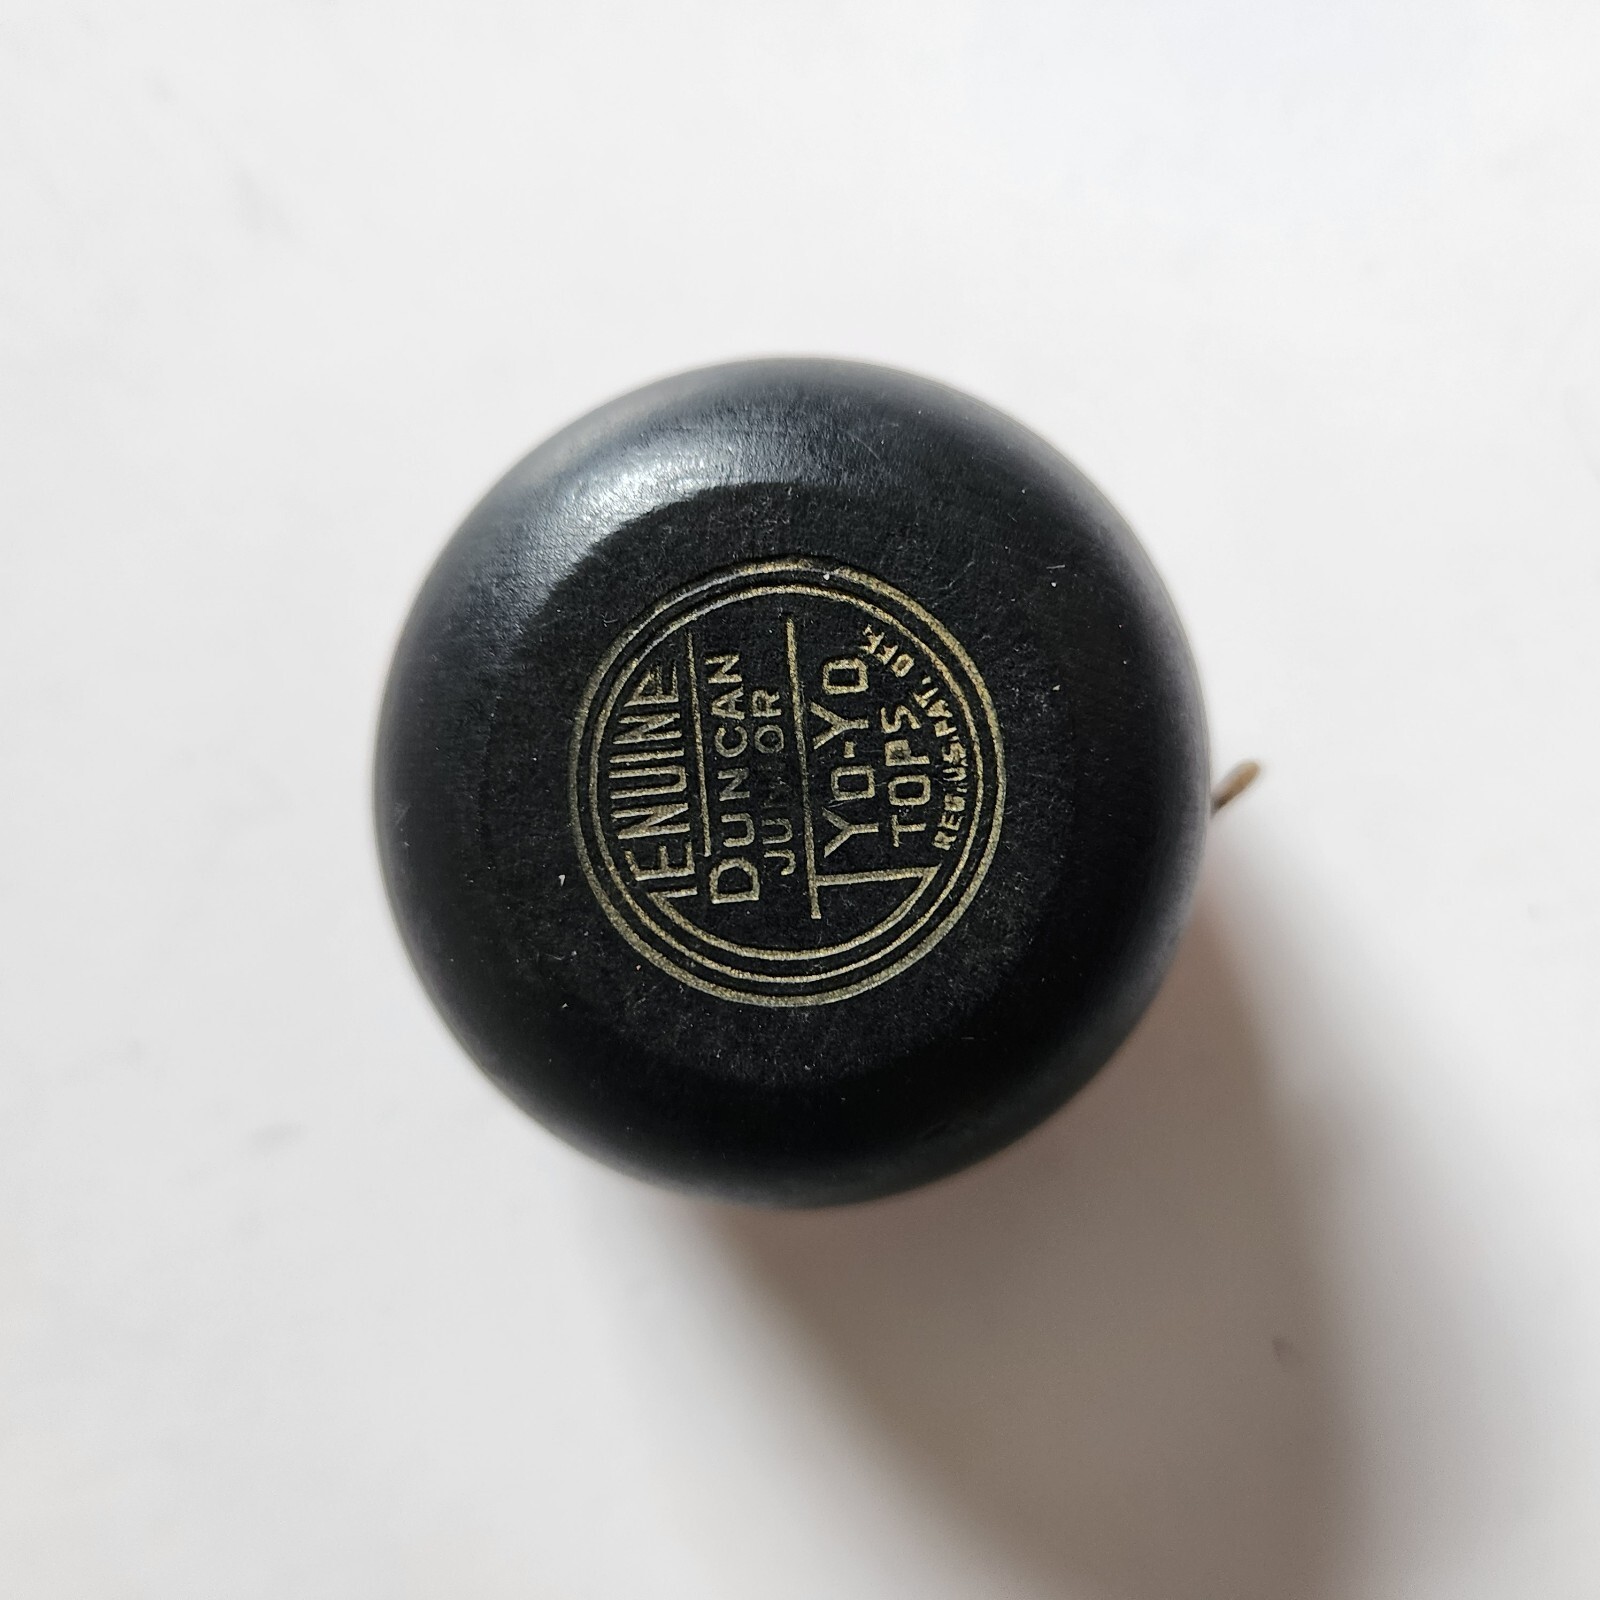 GENUINE
DUNCAN
JUNIOR
YO-YO
TOPS
REG. U.S. PAT. OFF.